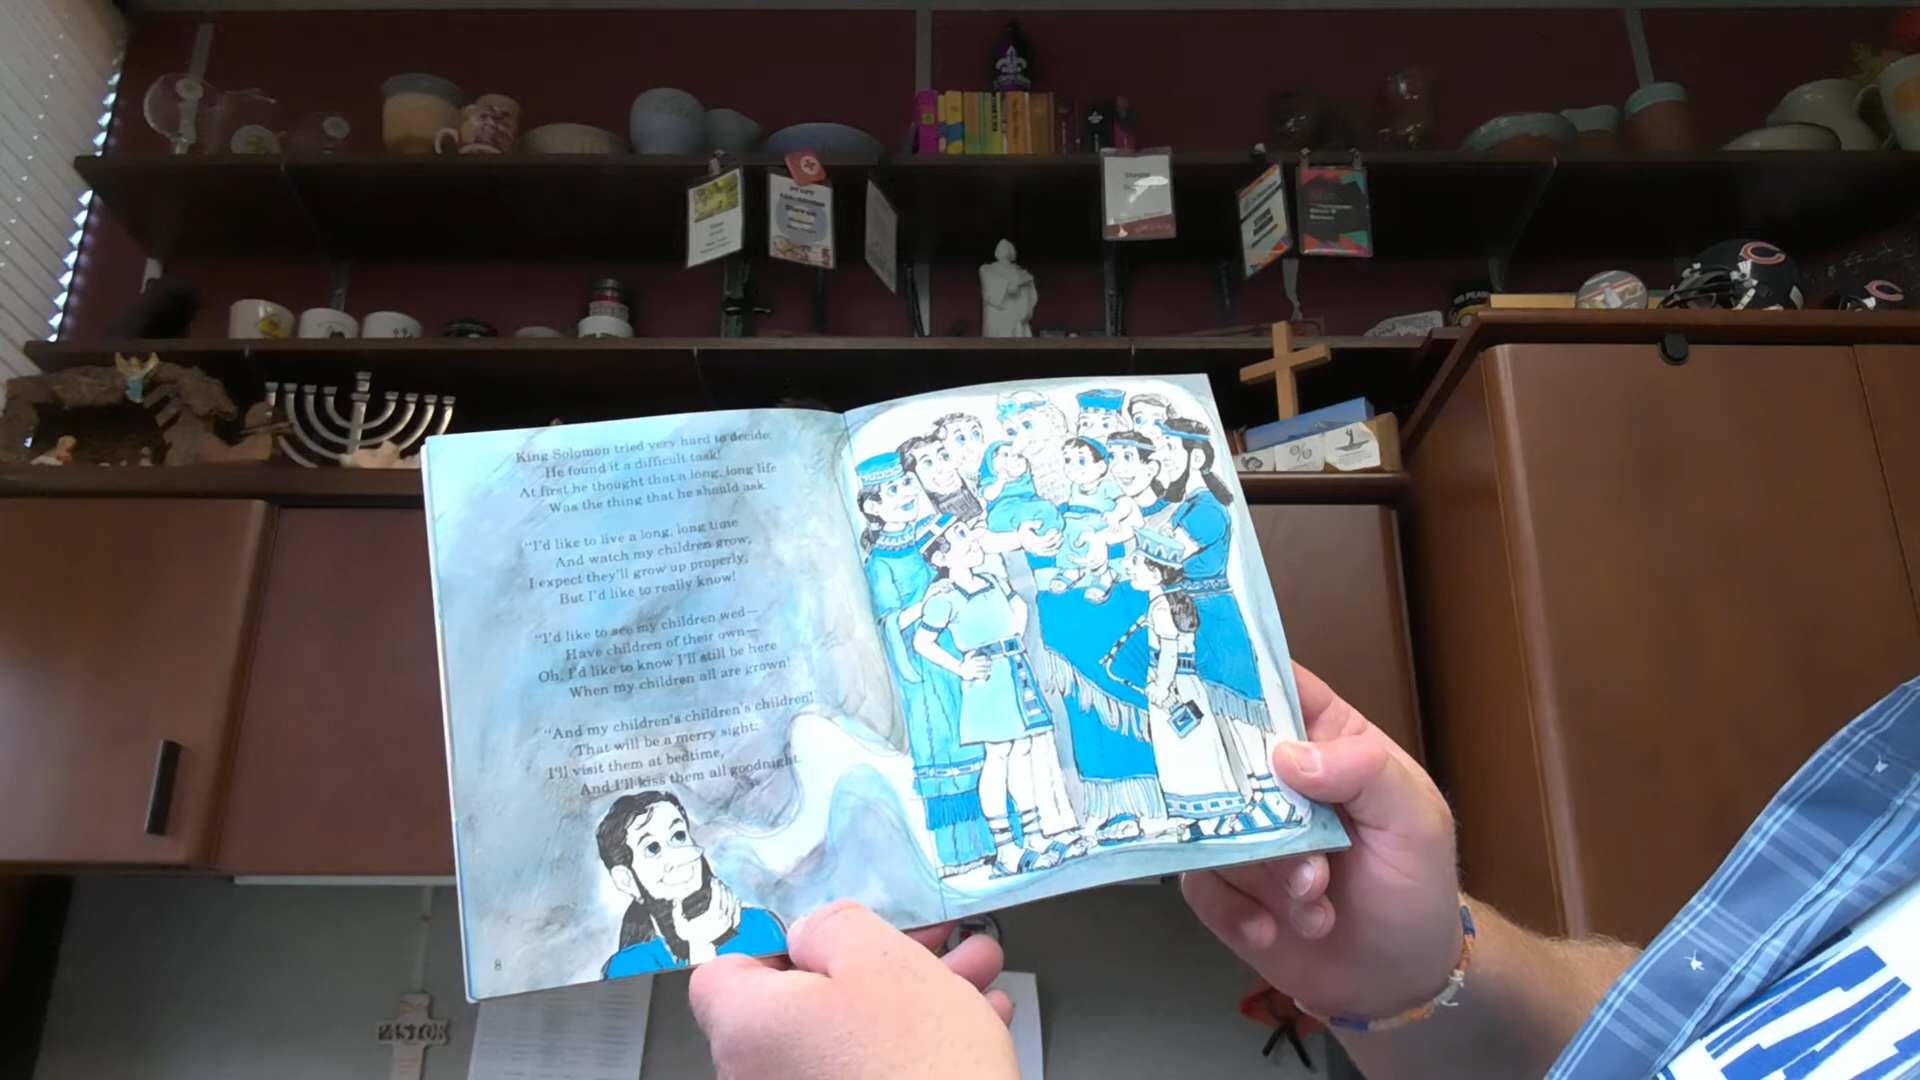 King Solomon tried very hard to decide;
He found it a difficult task!
At first he thought that a long, long life
Was the thing that he should ask.
"I'd like to live a long, long time
And watch my children grow;
I expect they'll grow up properly,
But I'd like to really know!
"I'd like to see my children wed—
Have children of their own—
Oh, I'd like to know I'll still be here
When my children all are grown!
"And my children's children's children!
That will be a merry sight;
I'll visit them at bedtime,
And I'll kiss them all goodnight.
8
PASTOR
%
C
C